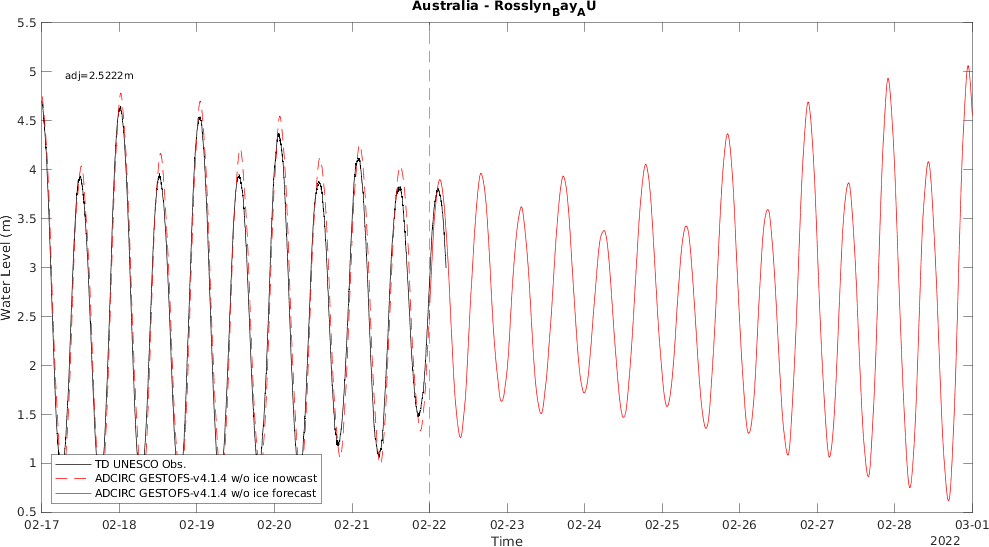 Australia - Rosslyn_Bay_AU
5.5
5
4.5
4
3.5
3
2.5
2
1.5
1
0.5
Water Level (m)
adj=2.5222m
TD UNESCO Obs.
ADCIRC GESTOFS-v4.1.4 w/o ice nowcast
ADCIRC GESTOFS-v4.1.4 w/o ice forecast
02-17 02-18 02-19 02-20 02-21 02-22 02-23 02-24 02-25 02-26 02-27 02-28 03-01
Time
2022